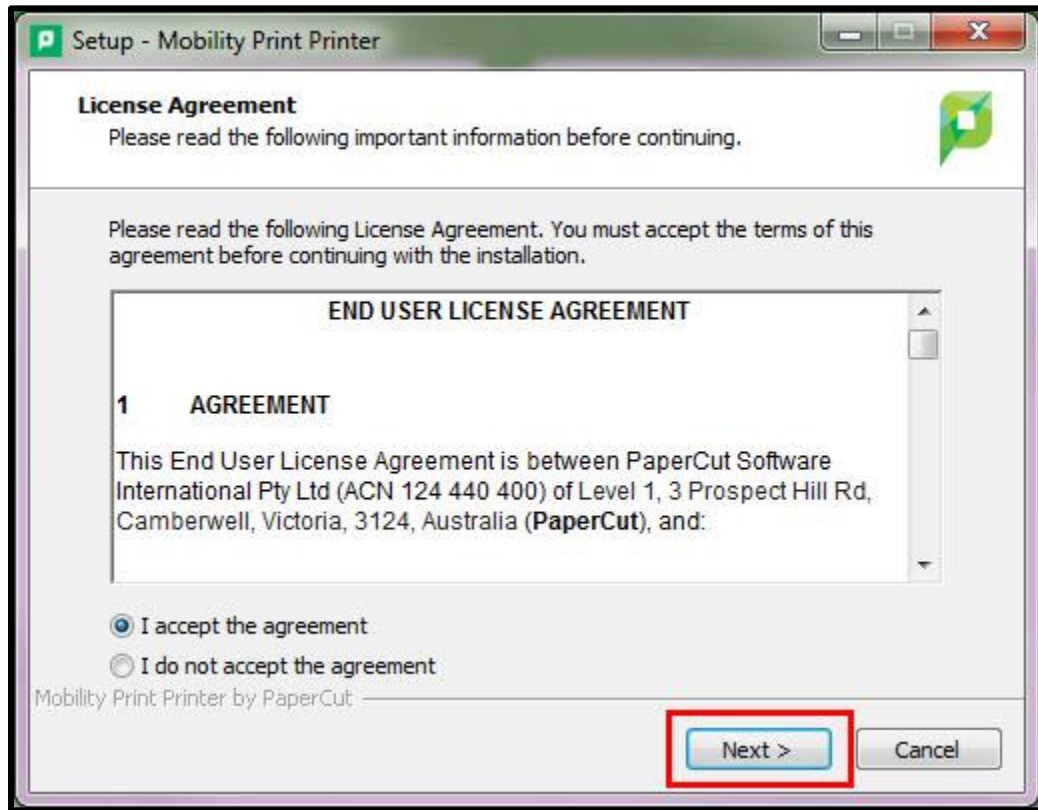 Setup - Mobility Print Printer
License Agreement
Please read the following important information before continuing.
Please read the following License Agreement. You must accept the terms of this
agreement before continuing with the installation.
END USER LICENSE AGREEMENT
1 AGREEMENT
This End User License Agreement is between PaperCut Software
International Pty Ltd (ACN 124 440 400) of Level 1, 3 Prospect Hill Rd,
Camberwell, Victoria, 3124, Australia (PaperCut), and:
I accept the agreement
I do not accept the agreement
Mobility Print Printer by PaperCut
Next >
Cancel